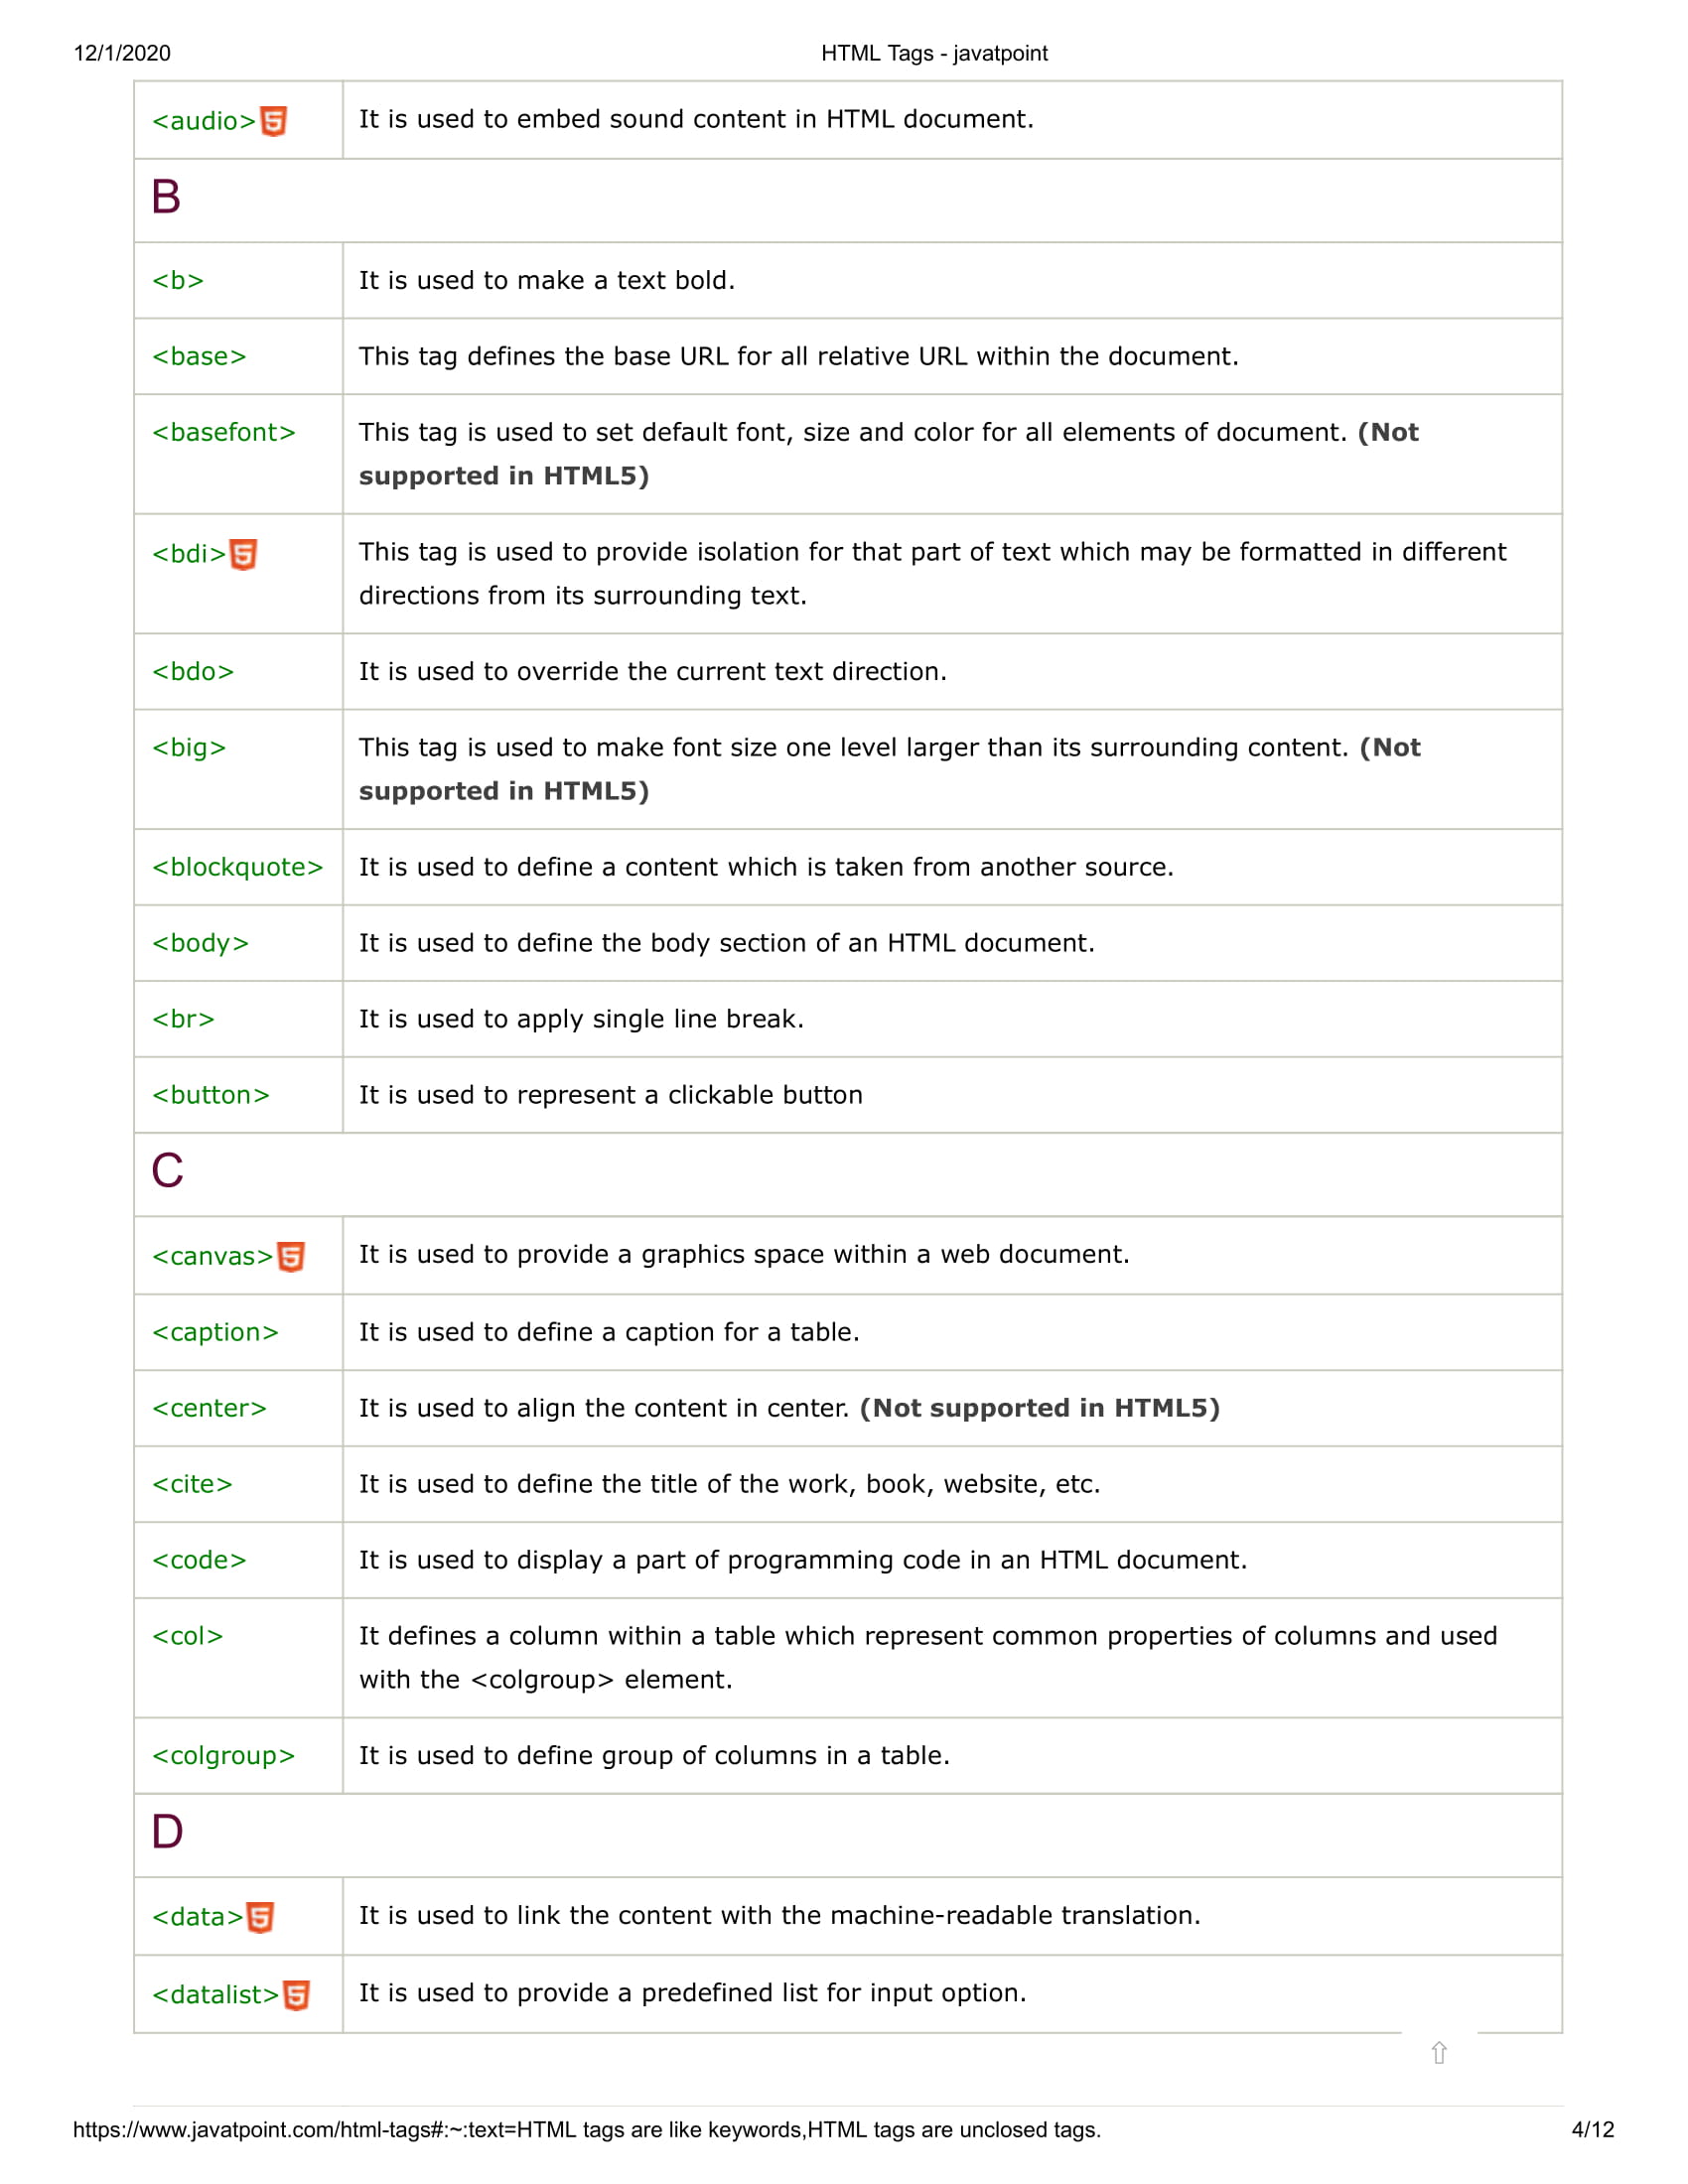 12/1/2020 HTML Tags - javatpoint
<audio> 5 It is used to embed sound content in HTML document.
B
<b> It is used to make a text bold.
<base> This tag defines the base URL for all relative URL within the document.
<basefont> This tag is used to set default font, size and color for all elements of document. (Not
supported in HTML5)
<bdi> 5 This tag is used to provide isolation for that part of text which may be formatted in different
directions from its surrounding text.
<bdo> It is used to override the current text direction.
<big> This tag is used to make font size one level larger than its surrounding content. (Not
supported in HTML5)
<blockquote> It is used to define a content which is taken from another source.
<body> It is used to define the body section of an HTML document.
<br> It is used to apply single line break.
<button> It is used to represent a clickable button
C
<canvas> 5 It is used to provide a graphics space within a web document.
<caption> It is used to define a caption for a table.
<center> It is used to align the content in center. (Not supported in HTML5)
<cite> It is used to define the title of the work, book, website, etc.
<code> It is used to display a part of programming code in an HTML document.
<col> It defines a column within a table which represent common properties of columns and used
with the <colgroup> element.
<colgroup> It is used to define group of columns in a table.
D
<data> 5 It is used to link the content with the machine-readable translation.
<datalist> 5 It is used to provide a predefined list for input option.
⇧
https://www.javatpoint.com/html-tags#:~:text=HTML tags are like keywords,HTML tags are unclosed tags. 4/12